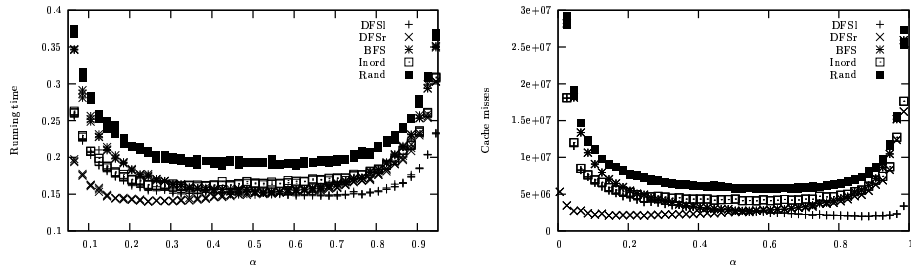 0.4
0.35
0.3
0.25
0.2
0.15
0.1
0.1 0.2 0.3 0.4 0.5 0.6 0.7 0.8 0.9
Running time
α
DFSl
DFSr
BFS
Inord
Rand
3e+07
2.5e+07
2e+07
1.5e+07
1e+07
5e+06
0
0 0.2 0.4 0.6 0.8 1
Cache misses
α
DFSl
DFSr
BFS
Inord
Rand